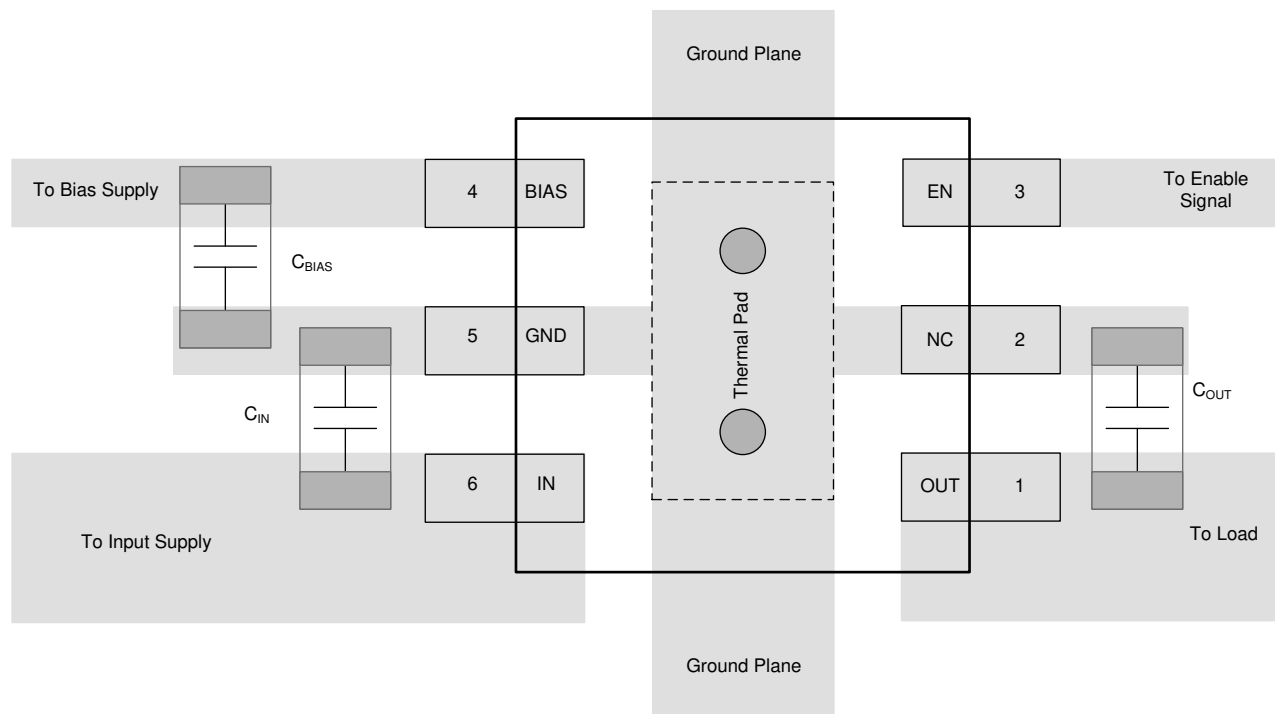 Ground Plane
To Bias Supply
4
BIAS
EN
3
To Enable
Signal
CBIAS
5
GND
Thermal Pad
NC
2
CIN
COUT
6
IN
OUT
1
To Input Supply
To Load
Ground Plane